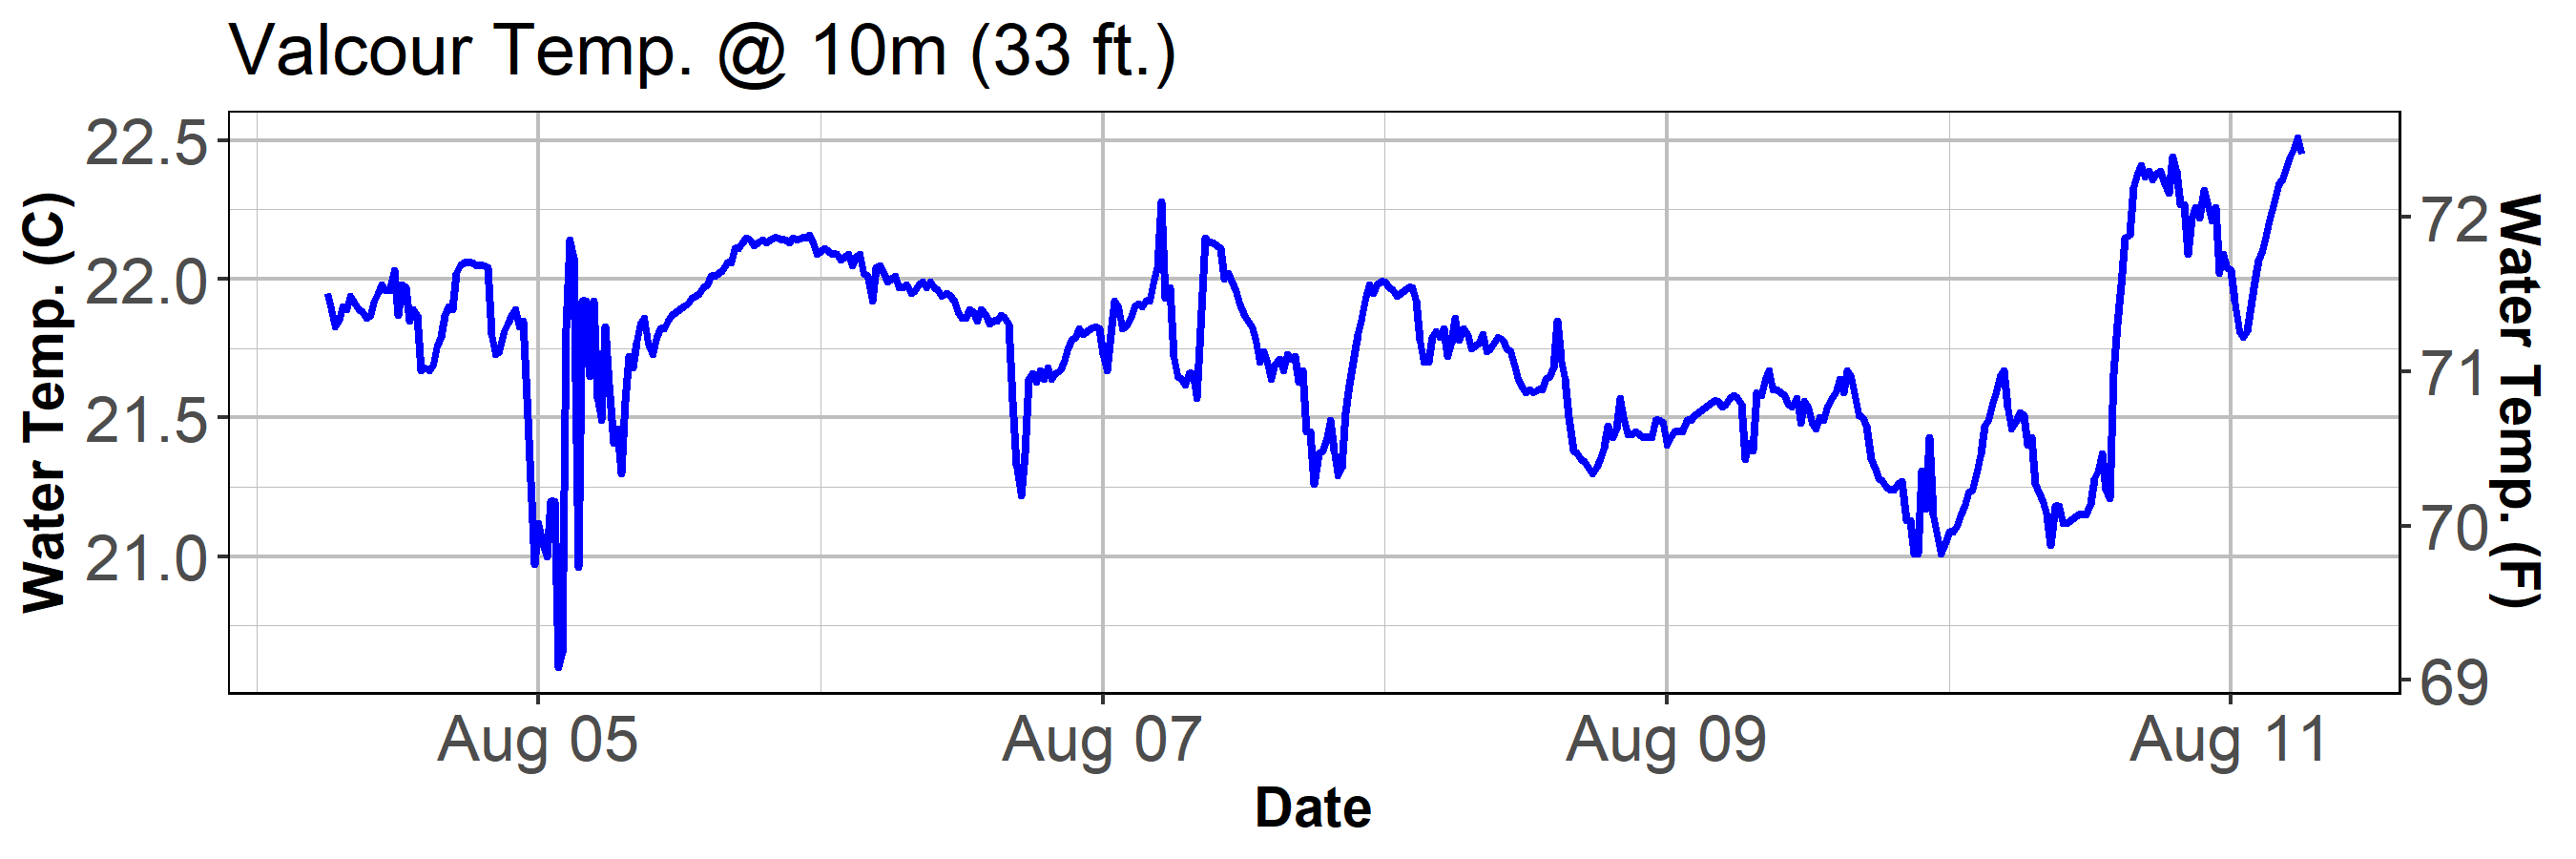 Valcour Temp. @ 10m (33 ft.)
22.5
22.0
21.5
21.0
Water Temp. (C)
72
71
70
69
Water Temp. (F)
Aug 05 Aug 07 Aug 09 Aug 11
Date